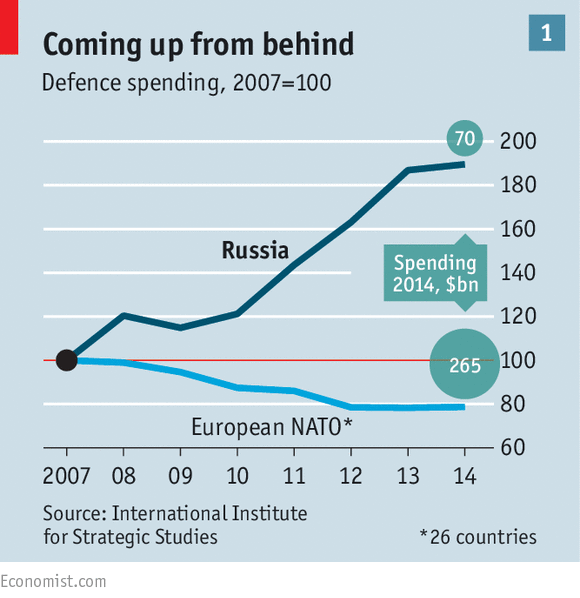 Coming up from behind
1
Defence spending, 2007=100
70
200
180
Russia
160
Spending
2014, $bn
140
120
265
100
80
European NATO*
60
2007 08 09 10 11 12 13 14
Source: International Institute
for Strategic Studies
*26 countries
Economist.com